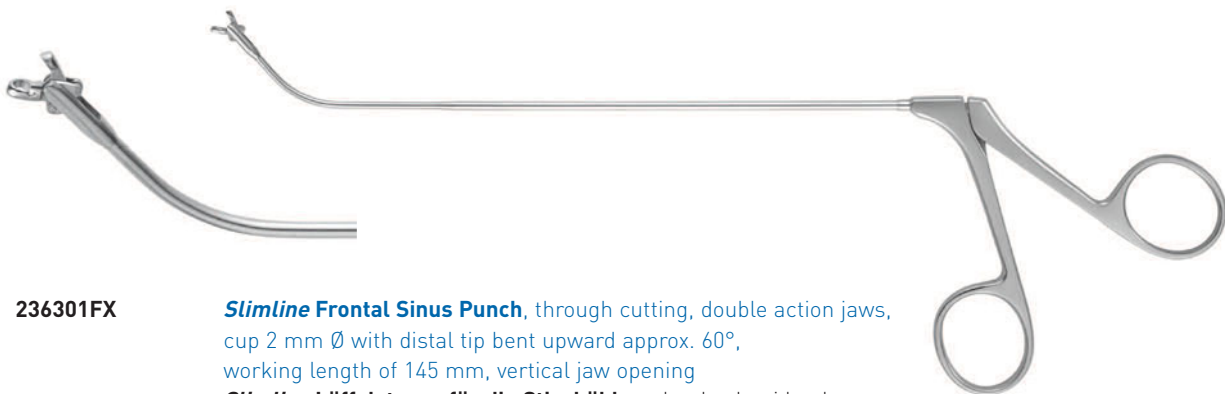 236301FX
Slimline Frontal Sinus Punch, through cutting, double action jaws,
cup 2 mm Ø with distal tip bent upward approx. 60°,
working length of 145 mm, vertical jaw opening
Slimline